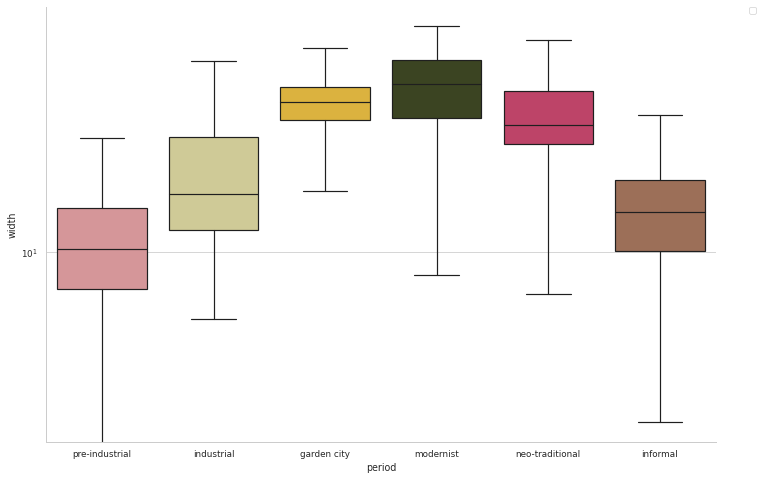 width
10¹
pre-industrial
industrial
garden city
modernist
neo-traditional
informal
period